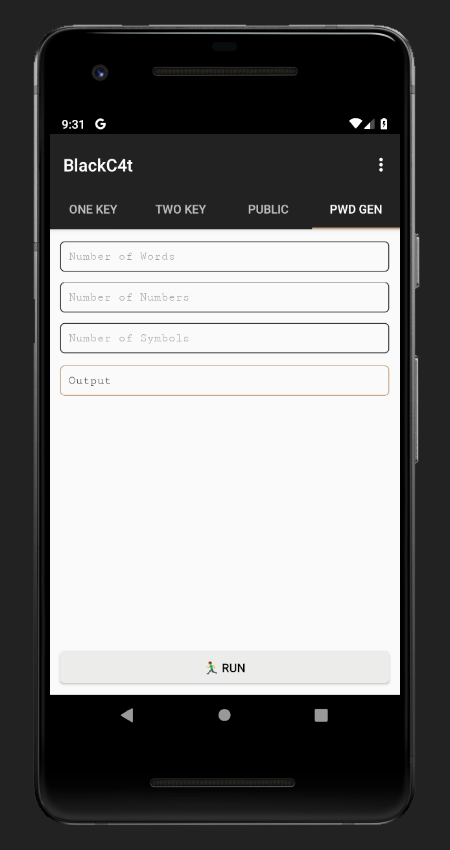 9:31 G
BlackC4t
ONE KEY TWO KEY PUBLIC PWD GEN
Number of Words
Number of Numbers
Number of Symbols
Output
RUN